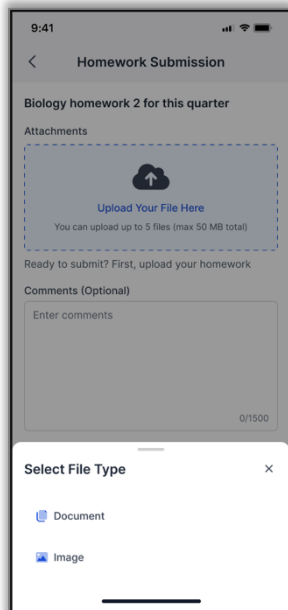 9:41
Homework Submission
Biology homework 2 for this quarter
Attachments
Upload Your File Here
You can upload up to 5 files (max 50 MB total)
Ready to submit? First, upload your homework
Comments (Optional)
Enter comments
0/1500
Select File Type
Document
Image